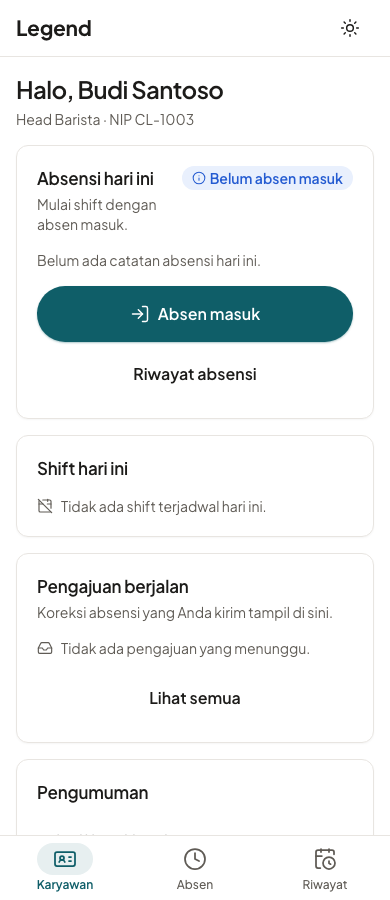 Legend
Halo, Budi Santoso
Head Barista · NIP CL-1003
Absensi hari ini
Belum absen masuk
Mulai shift dengan
absen masuk.
Belum ada catatan absensi hari ini.
Absen masuk
Riwayat absensi
Shift hari ini
Tidak ada shift terjadwal hari ini.
Pengajuan berjalan
Koreksi absensi yang Anda kirim tampil di sini.
Tidak ada pengajuan yang menunggu.
Lihat semua
Pengumuman
Karyawan
Absen
Riwayat